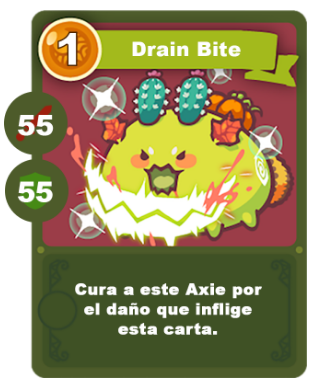 1
Drain Bite
55
55
Cura a este Axie por
el daño que inflige
esta carta.